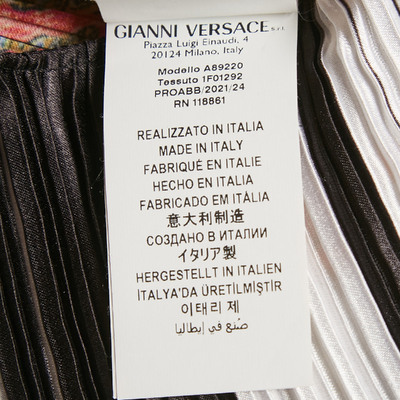 GIANNI VERSACE S.r.l.
Piazza Luigi Einaudi, 4
20124 Milano, Italy
Modello A89220
Tessuto 1F01292
PROABB/2021/24
RN 118861
REALIZZATO IN ITALIA
MADE IN ITALY
FABRIQUÉ EN ITALIE
HECHO EN ITALIA
FABRICADO EM ITÁLIA
意大利制造
СОЗДАНО В ИТАЛИИ
イタリア製
HERGESTELLT IN ITALIEN
İTALYA'DA ÜRETİLMİŞTİR
이태리 제
صُنع في إيطاليا